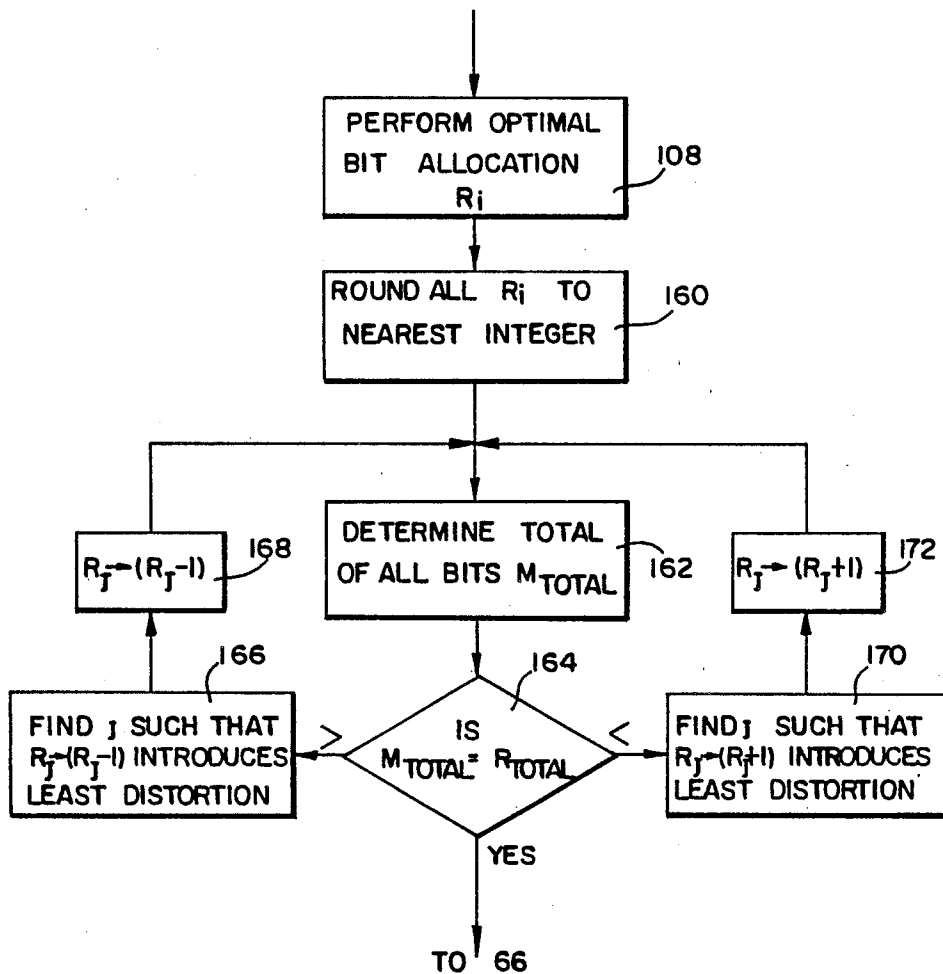 PERFORM OPTIMAL
BIT ALLOCATION
Ri
108
ROUND ALL Ri TO
NEAREST INTEGER
160
DETERMINE TOTAL
OF ALL BITS MTOTAL
162
168
RJ→(RJ-1)
172
RJ→(RJ+1)
166
FIND J SUCH THAT
RJ→(RJ-1) INTRODUCES
LEAST DISTORTION
>
164
IS
MTOTAL= RTOTAL
<
170
FIND J SUCH THAT
RJ→(RJ+1) INTRODUCES
LEAST DISTORTION
YES
TO 66